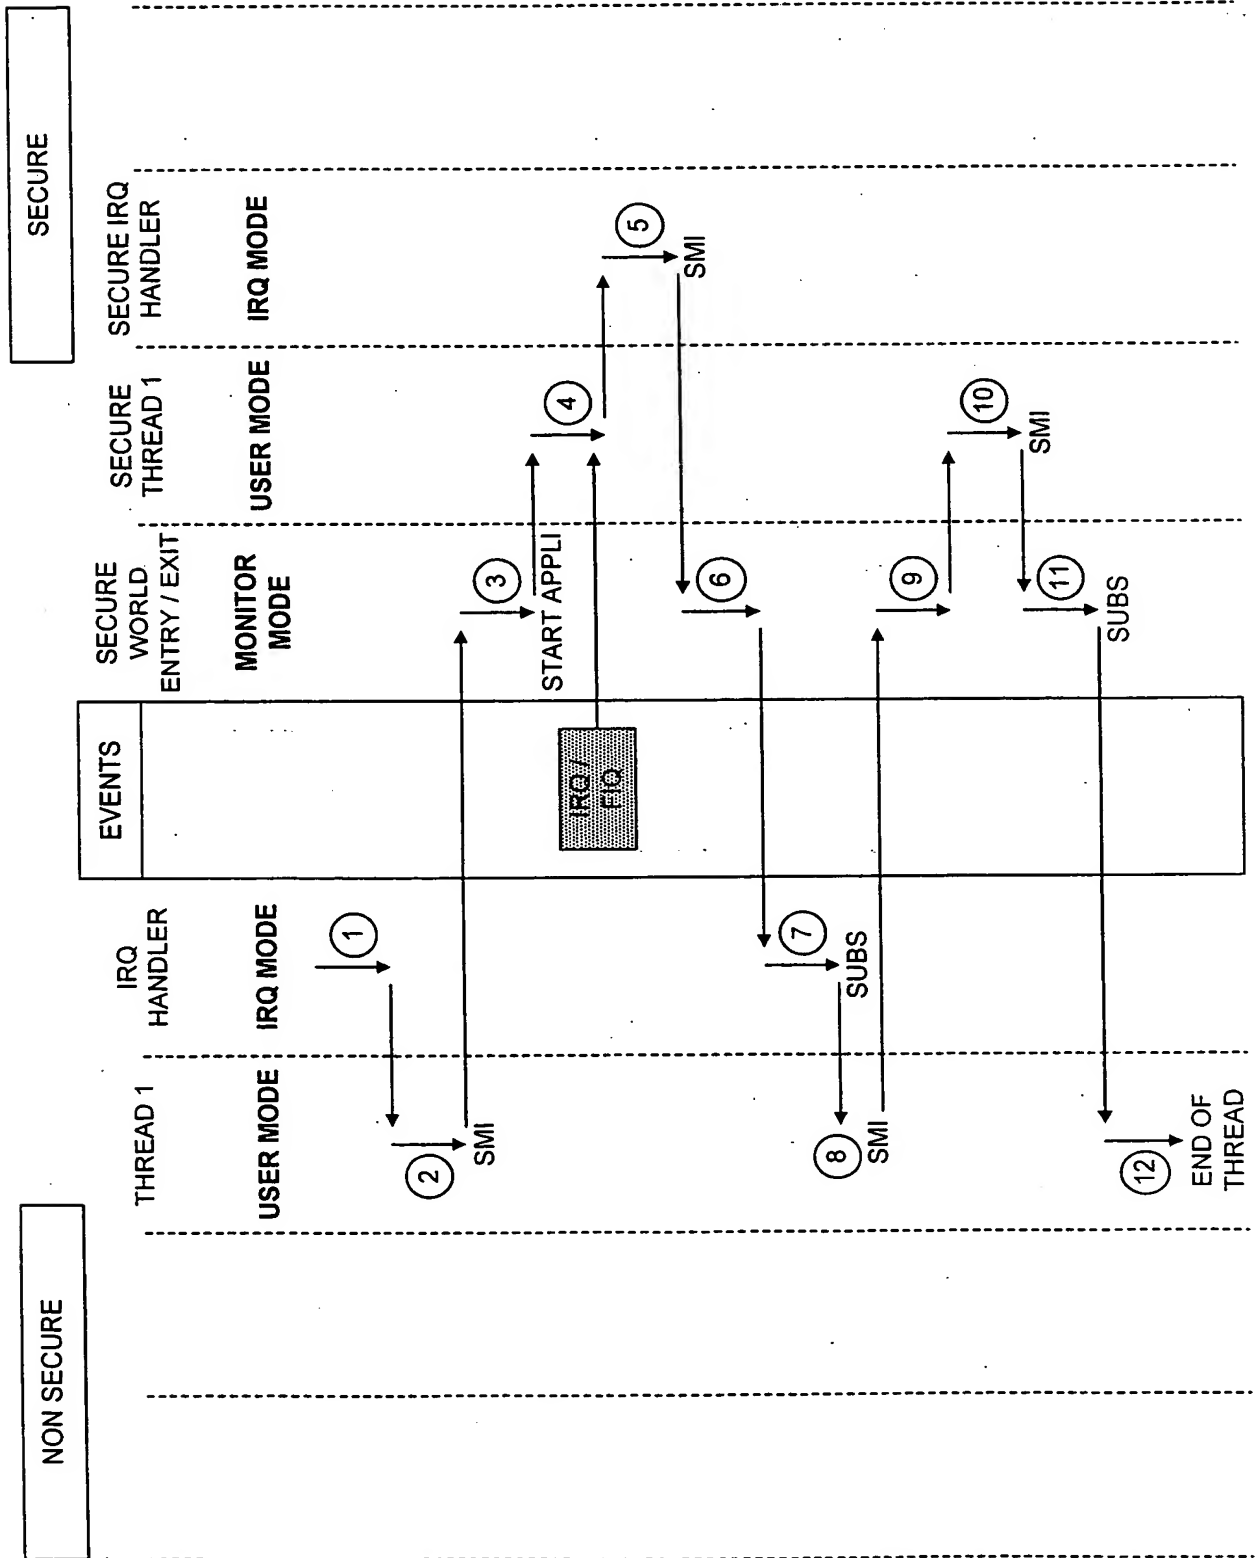 NON SECURE
SECURE
THREAD 1
USER MODE
IRQ
HANDLER
IRQ MODE
EVENTS
SECURE
WORLD
ENTRY / EXIT
MONITOR
MODE
SECURE
THREAD 1
USER MODE
SECURE IRQ
HANDLER
IRQ MODE
1
2
SMI
3
START APPLI
4
IRQ /
FIQ
5
SMI
6
7
SUBS
8
SMI
9
10
SMI
11
SUBS
12
END OF
THREAD